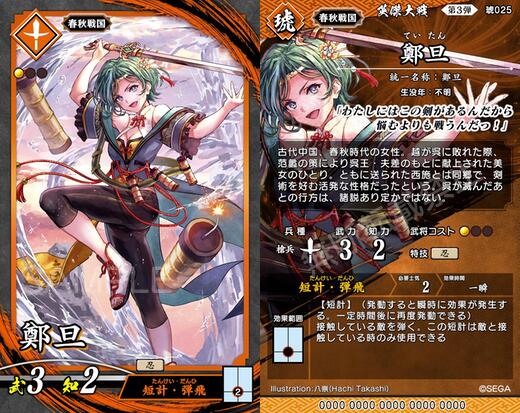 春秋戦国
鄭旦
武3 知2
忍
たんけい・だんひ
短計・弾飛
2
琥
春秋戦国
英傑大戦
第3弾
琥025
てい たん
鄭旦
統一名称:鄭旦
生没年:不明
「わたしにはこの剣があるんだから
悩むよりも戦うんだっ!」
古代中国、春秋時代の女性。越が呉に敗れた際、
范蠡の策により呉王・夫差のもとに献上された美
女のひとり。ともに送られた西施とは同郷で、剣
術を好む活発な性格だったという。呉が滅んだあ
との行方は、諸説あり定かではない。
兵種 武力 知力 武将コスト
槍兵 3 2
特技 忍
たんけい・だんひ
短計・弾飛
必要士気
2
効果時間
一瞬
効果範囲
【短計】(発動すると瞬時に効果が発生す
る。一定時間後に再度発動できる)
接触している敵を弾く。この短計は敵と接
触している時のみ使用できる
Illustration:八景(Hachi Takashi)
©SEGA
0000 0000 0000 0000 0000